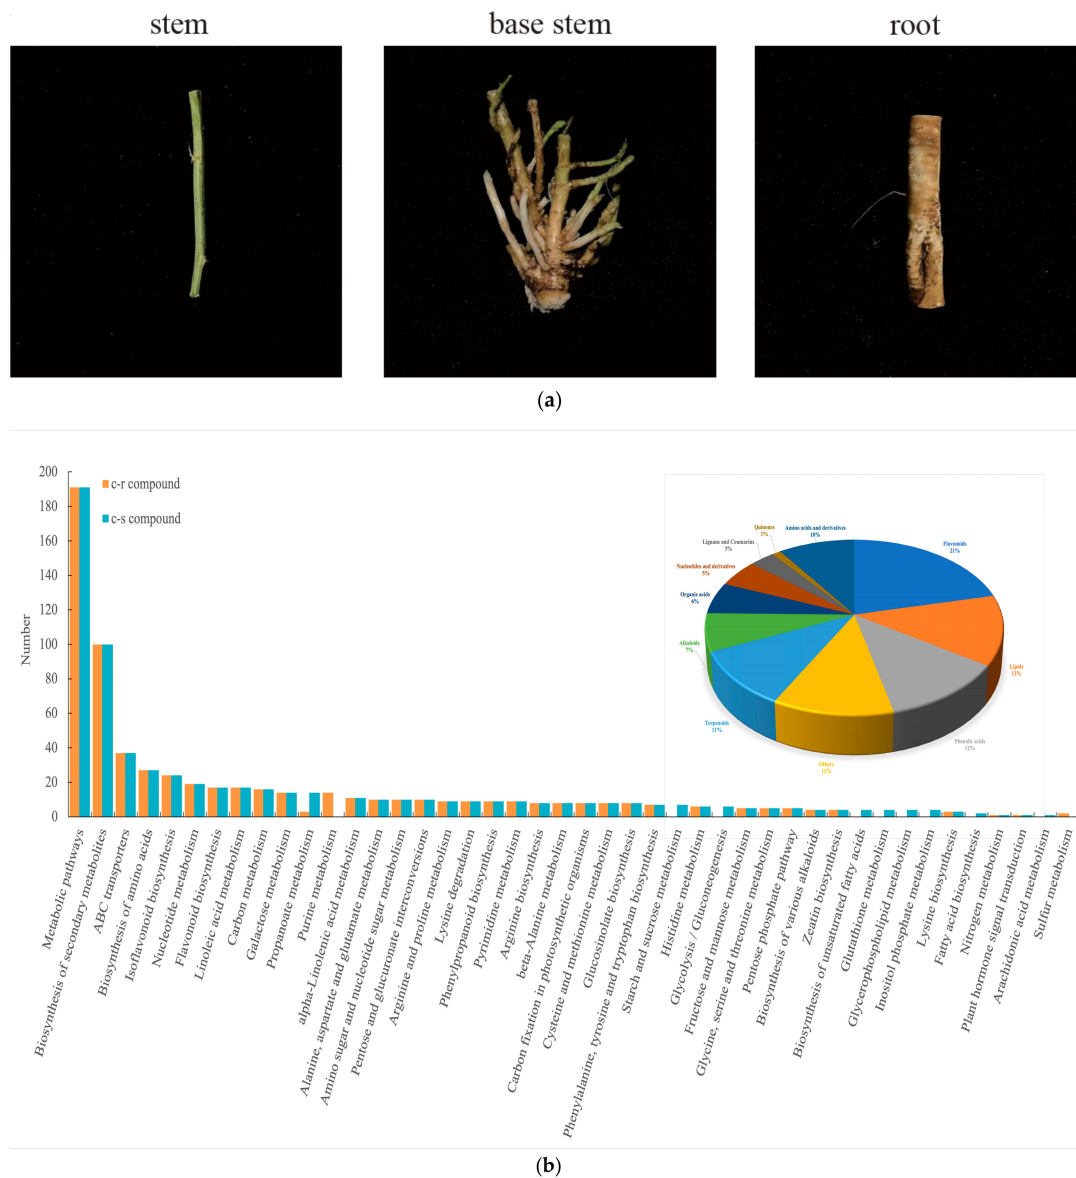 stem
base stem
root
(a)
200
180
160
140
120
100
80
60
40
20
0
Number
c-r compound
c-s compound
Quinones
1%
Amino acids and derivatives
10%
Lignans and Coumarins
3%
Nucleotides and derivatives
5%
Organic acids
6%
Alkaloids
7%
Terpenoids
11%
Others
11%
Phenolic acids
12%
Lipids
13%
Flavonoids
21%
Metabolic pathways
Biosynthesis of secondary metabolites
ABC transporters
Biosynthesis of amino acids
Isoflavonoid biosynthesis
Nucleotide metabolism
Flavonoid biosynthesis
Linoleic acid metabolism
Carbon metabolism
Galactose metabolism
Propanoate metabolism
Purine metabolism
alpha-Linolenic acid metabolism
Alanine, aspartate and glutamate metabolism
Amino sugar and nucleotide sugar metabolism
Pentose and glucuronate interconversions
Arginine and proline metabolism
Lysine degradation
Phenylpropanoid biosynthesis
Pyrimidine metabolism
Arginine biosynthesis
beta-Alanine metabolism
Carbon fixation in photosynthetic organisms
Cysteine and methionine metabolism
Glucosinolate biosynthesis
Phenylalanine, tyrosine and tryptophan biosynthesis
Starch and sucrose metabolism
Histidine metabolism
Glycolysis / Gluconeogenesis
Fructose and mannose metabolism
Glycine, serine and threonine metabolism
Pentose phosphate pathway
Biosynthesis of various alkaloids
Zeatin biosynthesis
Biosynthesis of unsaturated fatty acids
Glutathione metabolism
Glycerophospholipid metabolism
Inositol phosphate metabolism
Lysine biosynthesis
Fatty acid biosynthesis
Nitrogen metabolism
Plant hormone signal transduction
Arachidonic acid metabolism
Sulfur metabolism
(b)